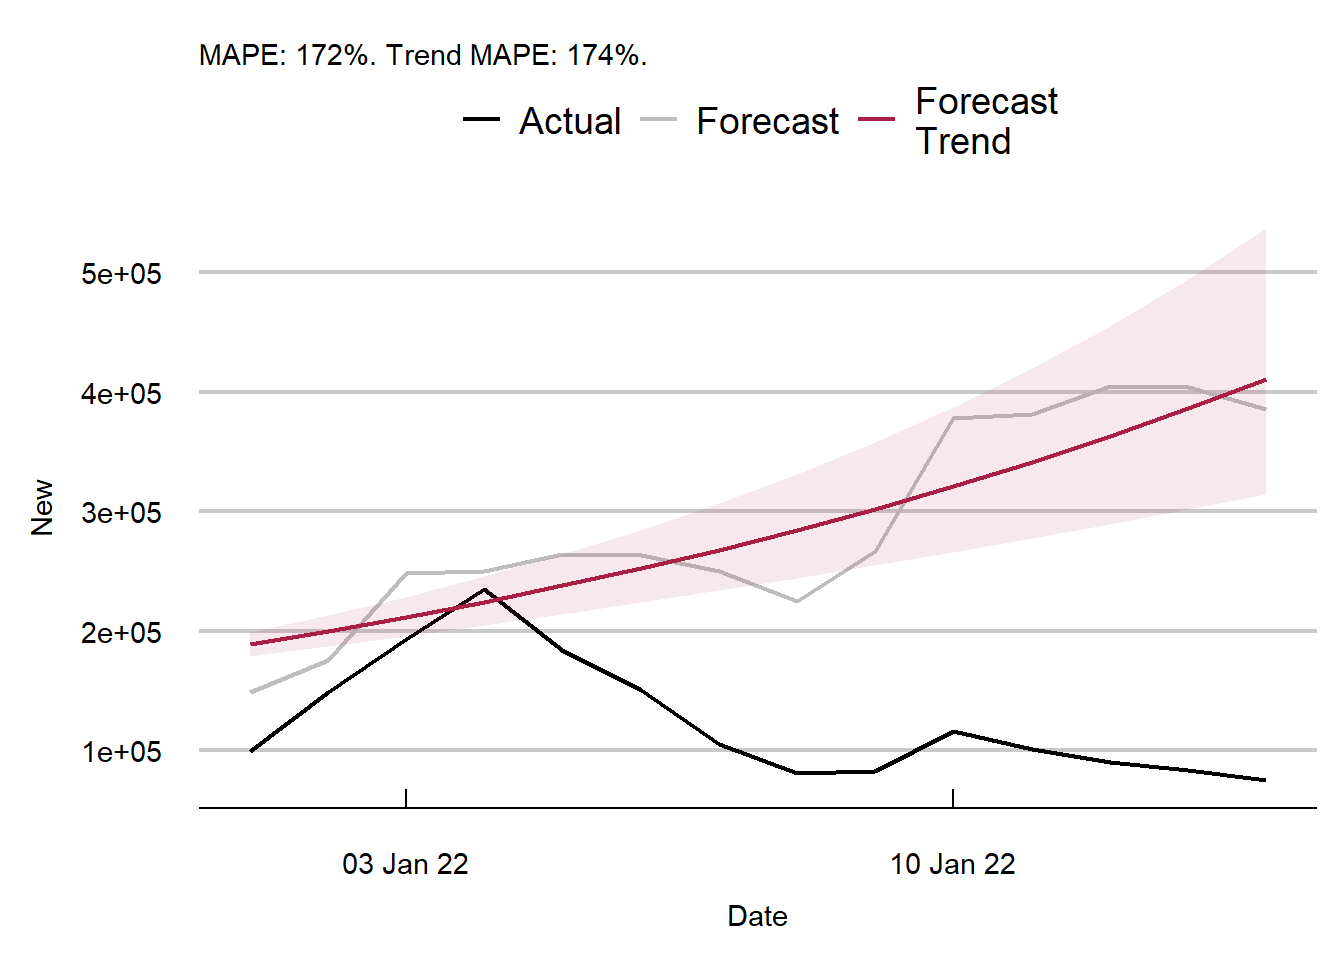 MAPE: 172%. Trend MAPE: 174%.
Actual Forecast Forecast
Trend
5e+05
4e+05
3e+05
2e+05
1e+05
New
03 Jan 22 10 Jan 22
Date